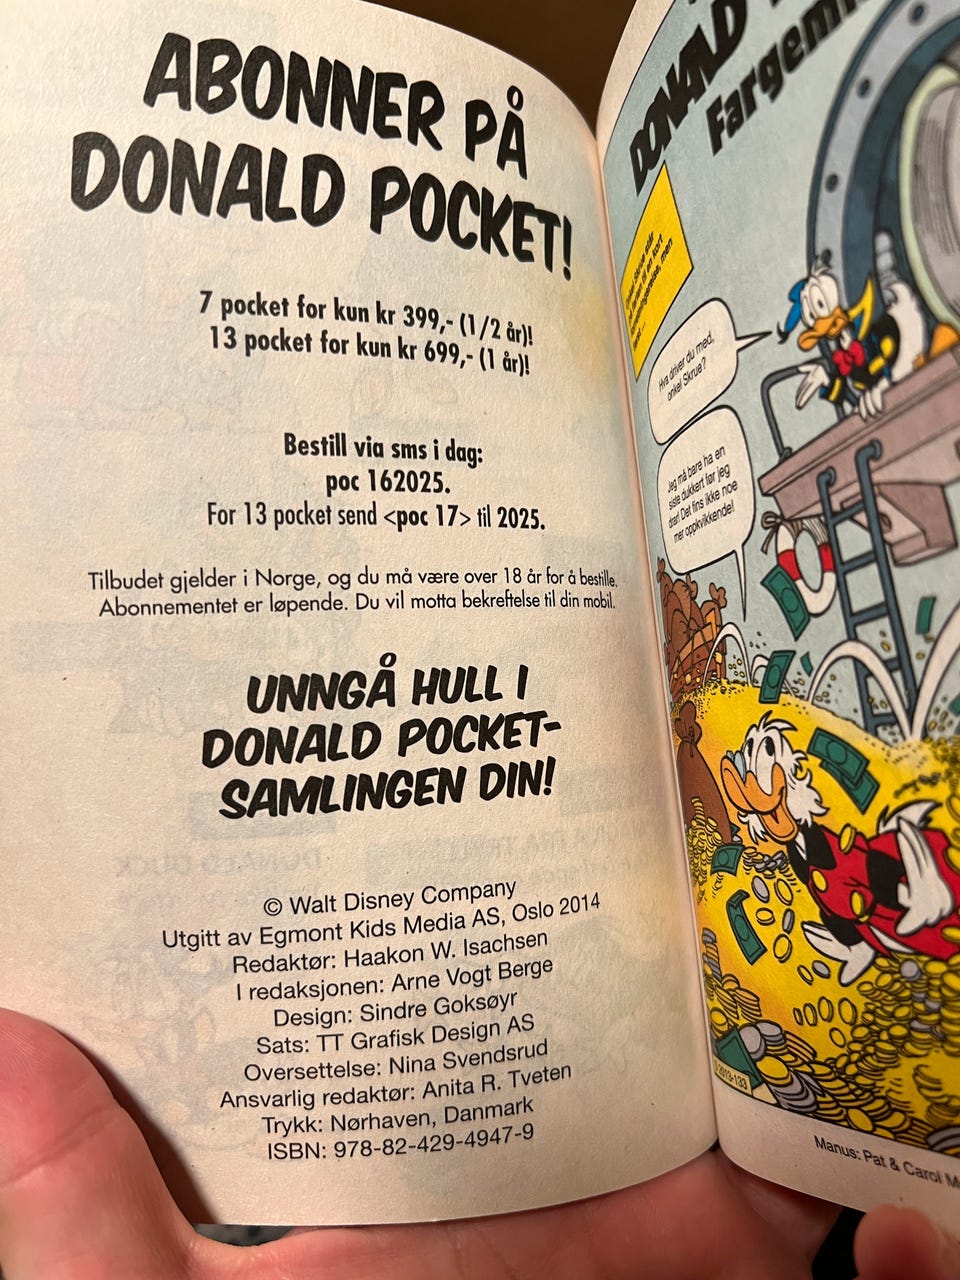 ABONNER PÅ
DONALD POCKET!
7 pocket for kun kr 399,- (1/2 år)!
13 pocket for kun kr 699,- (1 år)!
Bestill via sms i dag:
poc 162025.
For 13 pocket send <poc 17> til 2025.
Tilbudet gjelder i Norge, og du må være over 18 år for å bestille.
Abonnementet er løpende. Du vil motta bekreftelse til din mobil.
UNNGÅ HULL I
DONALD POCKET-
SAMLINGEN DIN!
© Walt Disney Company
Utgitt av Egmont Kids Media AS, Oslo 2014
Redaktør: Haakon W. Isachsen
I redaksjonen: Arne Vogt Berge
Design: Sindre Goksøyr
Sats: TT Grafisk Design AS
Oversettelse: Nina Svendsrud
Ansvarlig redaktør: Anita R. Tveten
Trykk: Nørhaven, Danmark
ISBN: 978-82-429-4947-9
DONALD
Hva driver du med,
onkel Skrue?
Jeg må bare ha en
siste dukkert før jeg
drar! Det fins ikke noe
mer oppkvikkende!
2013-133
Manus: Pat & Carol